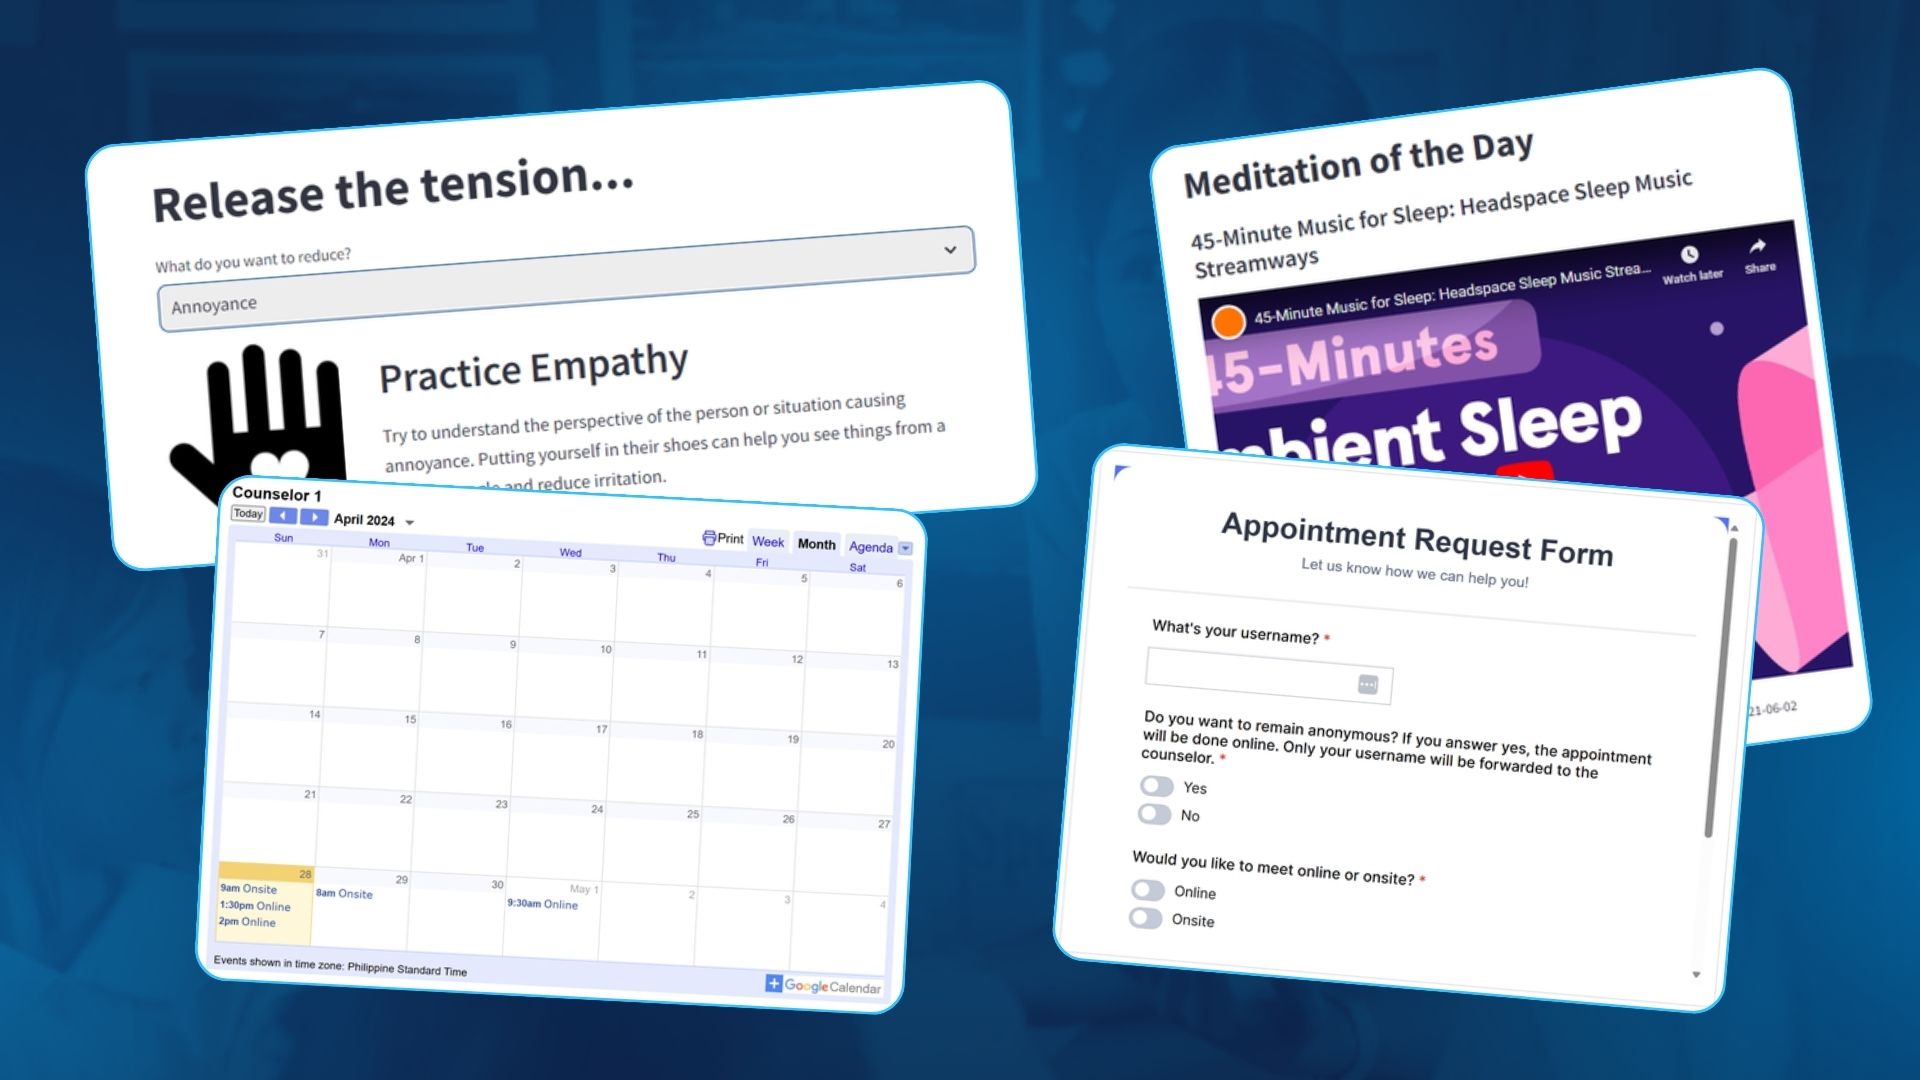 Release the tension...
What do you want to reduce?
Annoyance
Practice Empathy
Try to understand the perspective of the person or situation causing
annoyance. Putting yourself in their shoes can help you see things from a
and reduce irritation.
Meditation of the Day
45-Minute Music for Sleep: Headspace Sleep Music
Streamways
45-Minute Music for Sleep: Headspace Sleep Music Strea...
Watch later
Share
45-Minutes
mbient Sleep
21-06-02
Counselor 1
Today
April 2024
Print Week Month Agenda
Sun Mon Tue Wed Thu Fri Sat
31 Apr 1 2 3 4 5 6
7 8 9 10 11 12 13
14 15 16 17 18 19 20
21 22 23 24 25 26 27
28 29 30 May 1 2 3 4
9am Onsite 8am Onsite 9:30am Online
1:30pm Online
2pm Online
Events shown in time zone: Philippine Standard Time
Google Calendar
Appointment Request Form
Let us know how we can help you!
What's your username? *
Do you want to remain anonymous? If you answer yes, the appointment
will be done online. Only your username will be forwarded to the
counselor. *
Yes
No
Would you like to meet online or onsite? *
Online
Onsite